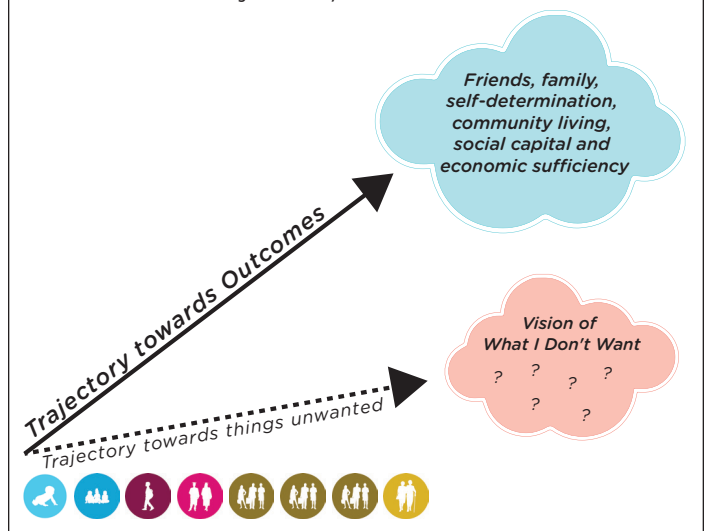 Friends, family,
self-determination,
community living,
social capital and
economic sufficiency
Trajectory towards Outcomes
Vision of
What I Don't Want
? ? ? ?
? ?
Trajectory towards things unwanted